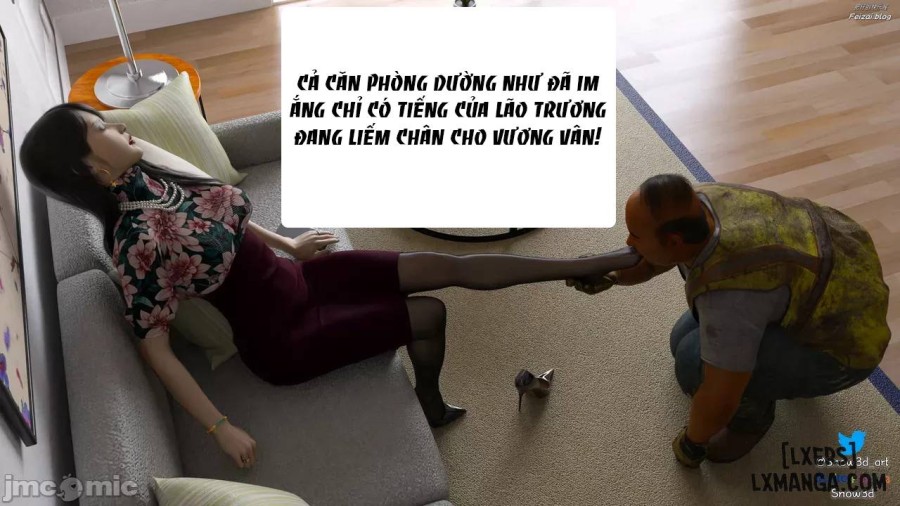 Feizai.blog
CẢ CĂN PHÒNG DƯỜNG NHƯ ĐÃ IM
ẮNG CHỈ CÓ TIẾNG CỦA LÃO TRƯƠNG
ĐANG LIẾM CHÂN CHO VƯƠNG VÂN!
jmcomic
[LXERS]
LXMANGA.COM
Snow3d